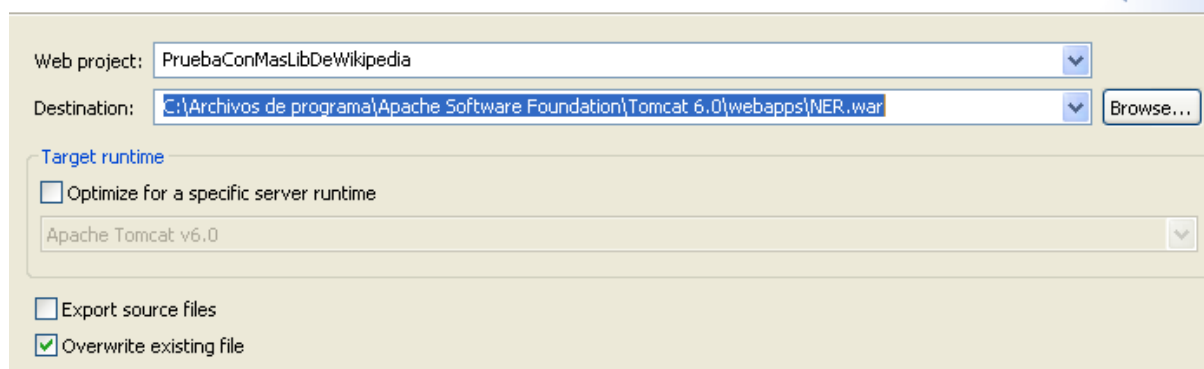 Web project: PruebaConMasLibDeWikipedia
Destination: C:\Archivos de programa\Apache Software Foundation\Tomcat 6.0\webapps\NER.war Browse...
Target runtime
Optimize for a specific server runtime
Apache Tomcat v6.0
Export source files
Overwrite existing file